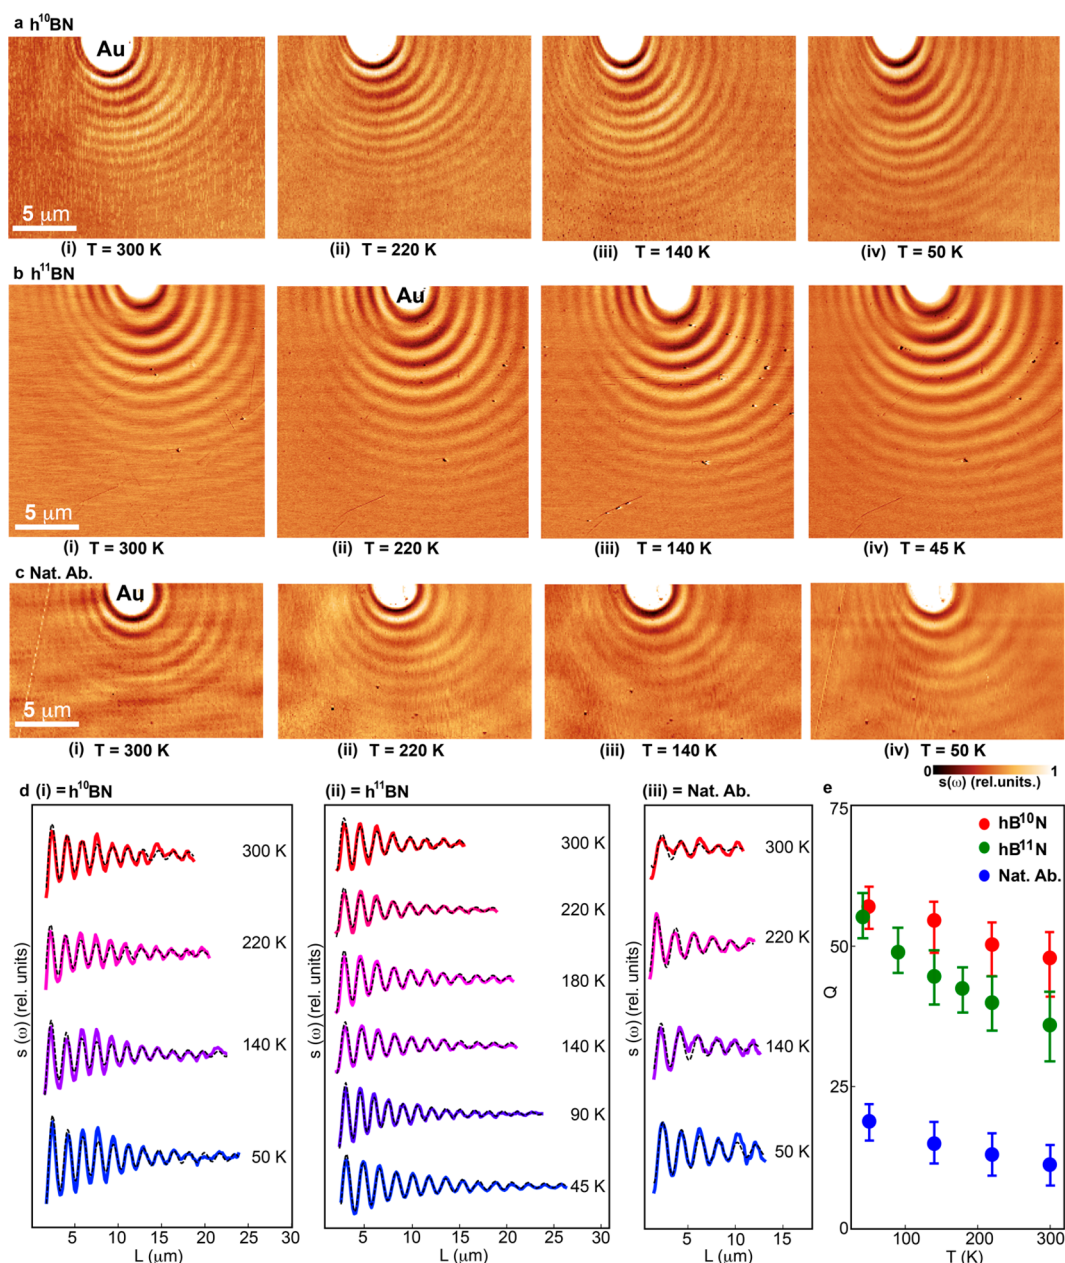 a h¹⁰BN
Au
5 μm
(i) T = 300 K
(ii) T = 220 K
(iii) T = 140 K
(iv) T = 50 K
b h¹¹BN
Au
5 μm
(i) T = 300 K
(ii) T = 220 K
(iii) T = 140 K
(iv) T = 45 K
c Nat. Ab.
Au
5 μm
(i) T = 300 K
(ii) T = 220 K
(iii) T = 140 K
(iv) T = 50 K
0 1
s(ω) (rel.units.)
d (i) = h¹⁰BN
s (ω) (rel. units)
300 K
220 K
140 K
50 K
5 10 15 20 25 30
L (μm)
(ii) = h¹¹BN
s (ω) (rel. units)
300 K
220 K
180 K
140 K
90 K
45 K
5 10 15 20 25 30
L (μm)
(iii) = Nat. Ab.
s (ω) (rel. units)
300 K
220 K
140 K
50 K
5 10 15
L (μm)
e
75
50
25
0
Q
hB¹⁰N
hB¹¹N
Nat. Ab.
100 200 300
T (K)